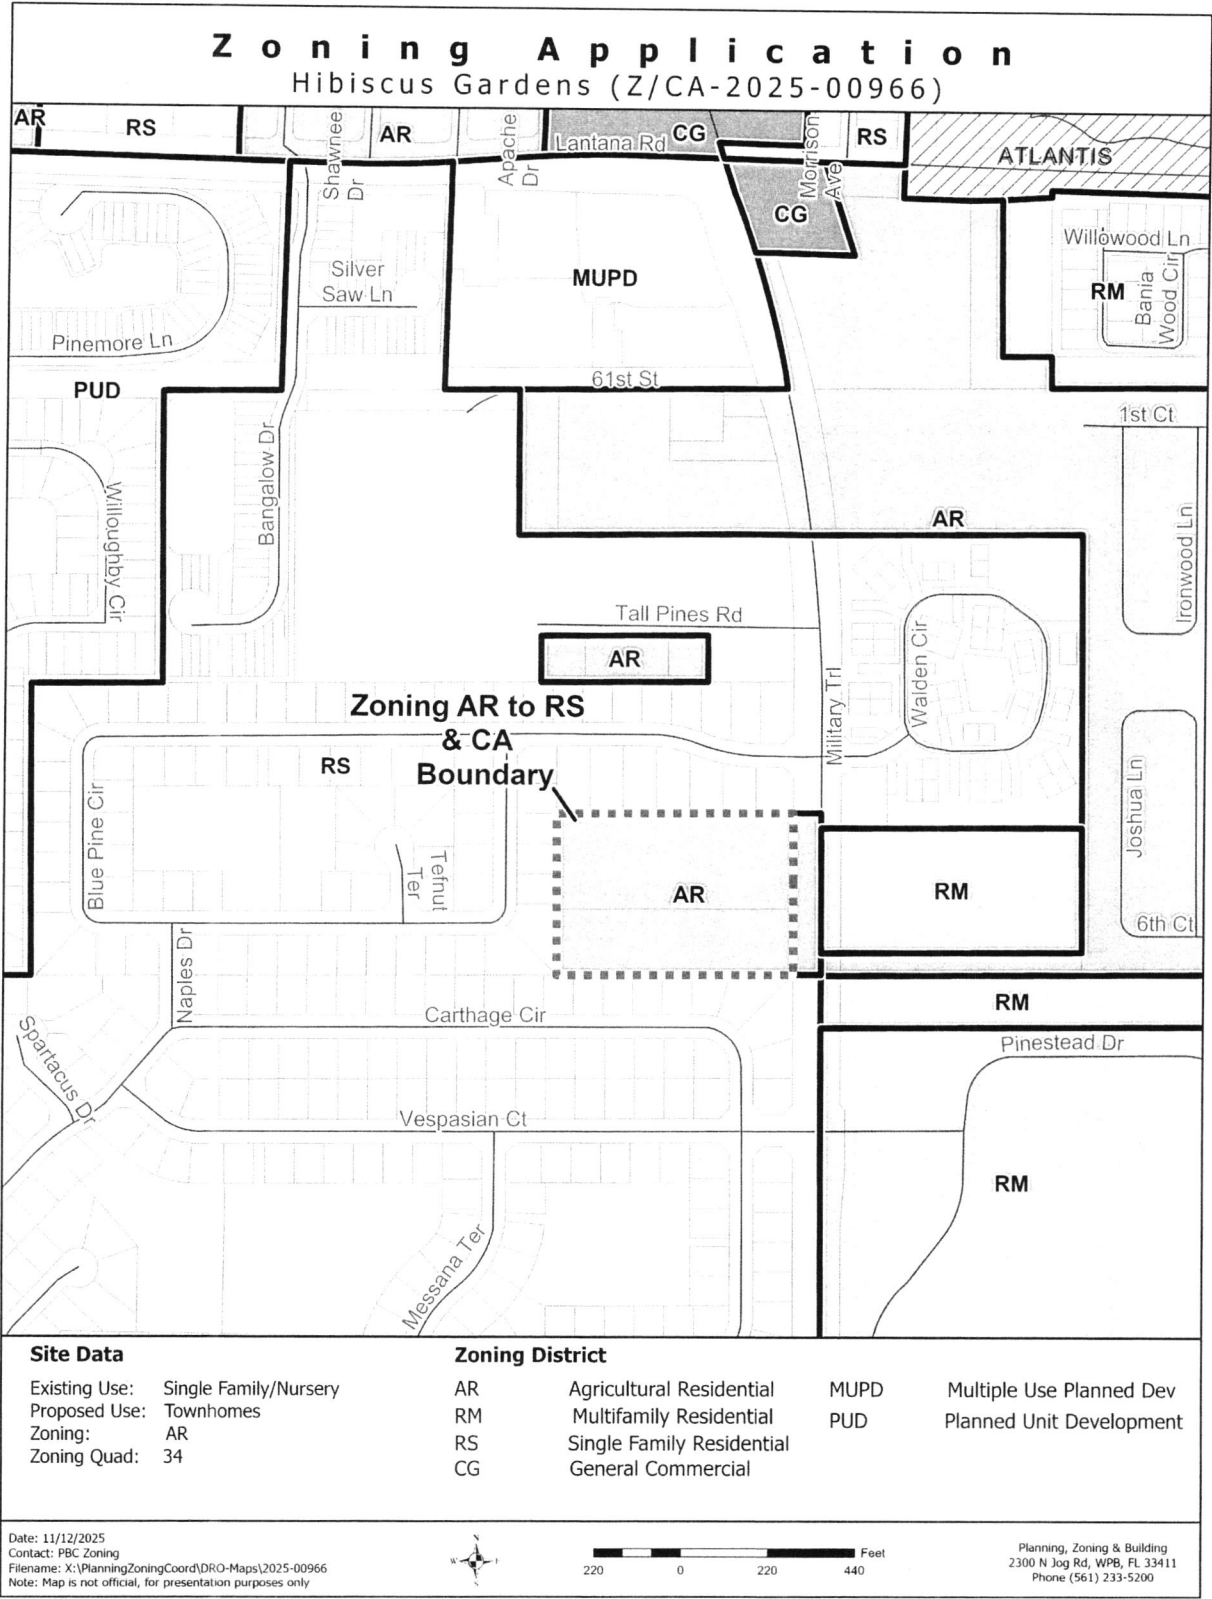 Zoning Application
Hibiscus Gardens (Z/CA-2025-00966)
AR
RS
Shawnee
Dr
AR
Apache
Dr
Lantana Rd
CG
Morrison
Ave
RS
ATLANTIS
CG
Willowood Ln
RM
Bania
Wood Cir
Silver
Saw Ln
MUPD
Pinemore Ln
PUD
61st St
1st Ct
Bangalow Dr
Willoughby Cir
AR
Ironwood Ln
Tall Pines Rd
AR
Walden Cir
Military Trl
Zoning AR to RS
& CA
Boundary
RS
Blue Pine Cir
Tefnut
Ter
AR
RM
Joshua Ln
6th Ct
Naples Dr
RM
Carthage Cir
Pinestead Dr
Spartacus Dr
Vespasian Ct
RM
Messana Ter
Site Data
Existing Use: Single Family/Nursery
Proposed Use: Townhomes
Zoning: AR
Zoning Quad: 34
Zoning District
AR Agricultural Residential
RM Multifamily Residential
RS Single Family Residential
CG General Commercial
MUPD Multiple Use Planned Dev
PUD Planned Unit Development
Date: 11/12/2025
Contact: PBC Zoning
Filename: X:\PlanningZoningCoord\DRO-Maps\2025-00966
Note: Map is not official, for presentation purposes only
N
W E
S
Feet
220 0 220 440
Planning, Zoning & Building
2300 N Jog Rd, WPB, FL 33411
Phone (561) 233-5200